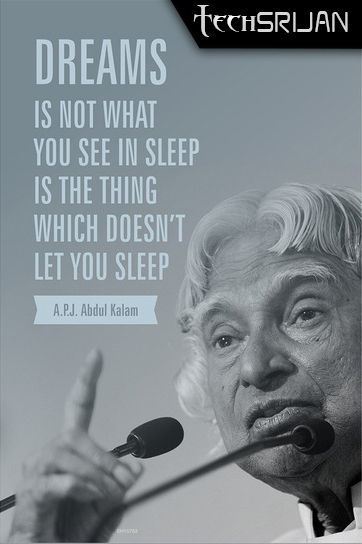 TECHSRIJAN
DREAMS
IS NOT WHAT
YOU SEE IN SLEEP
IS THE THING
WHICH DOESN'T
LET YOU SLEEP
A.P.J. Abdul Kalam